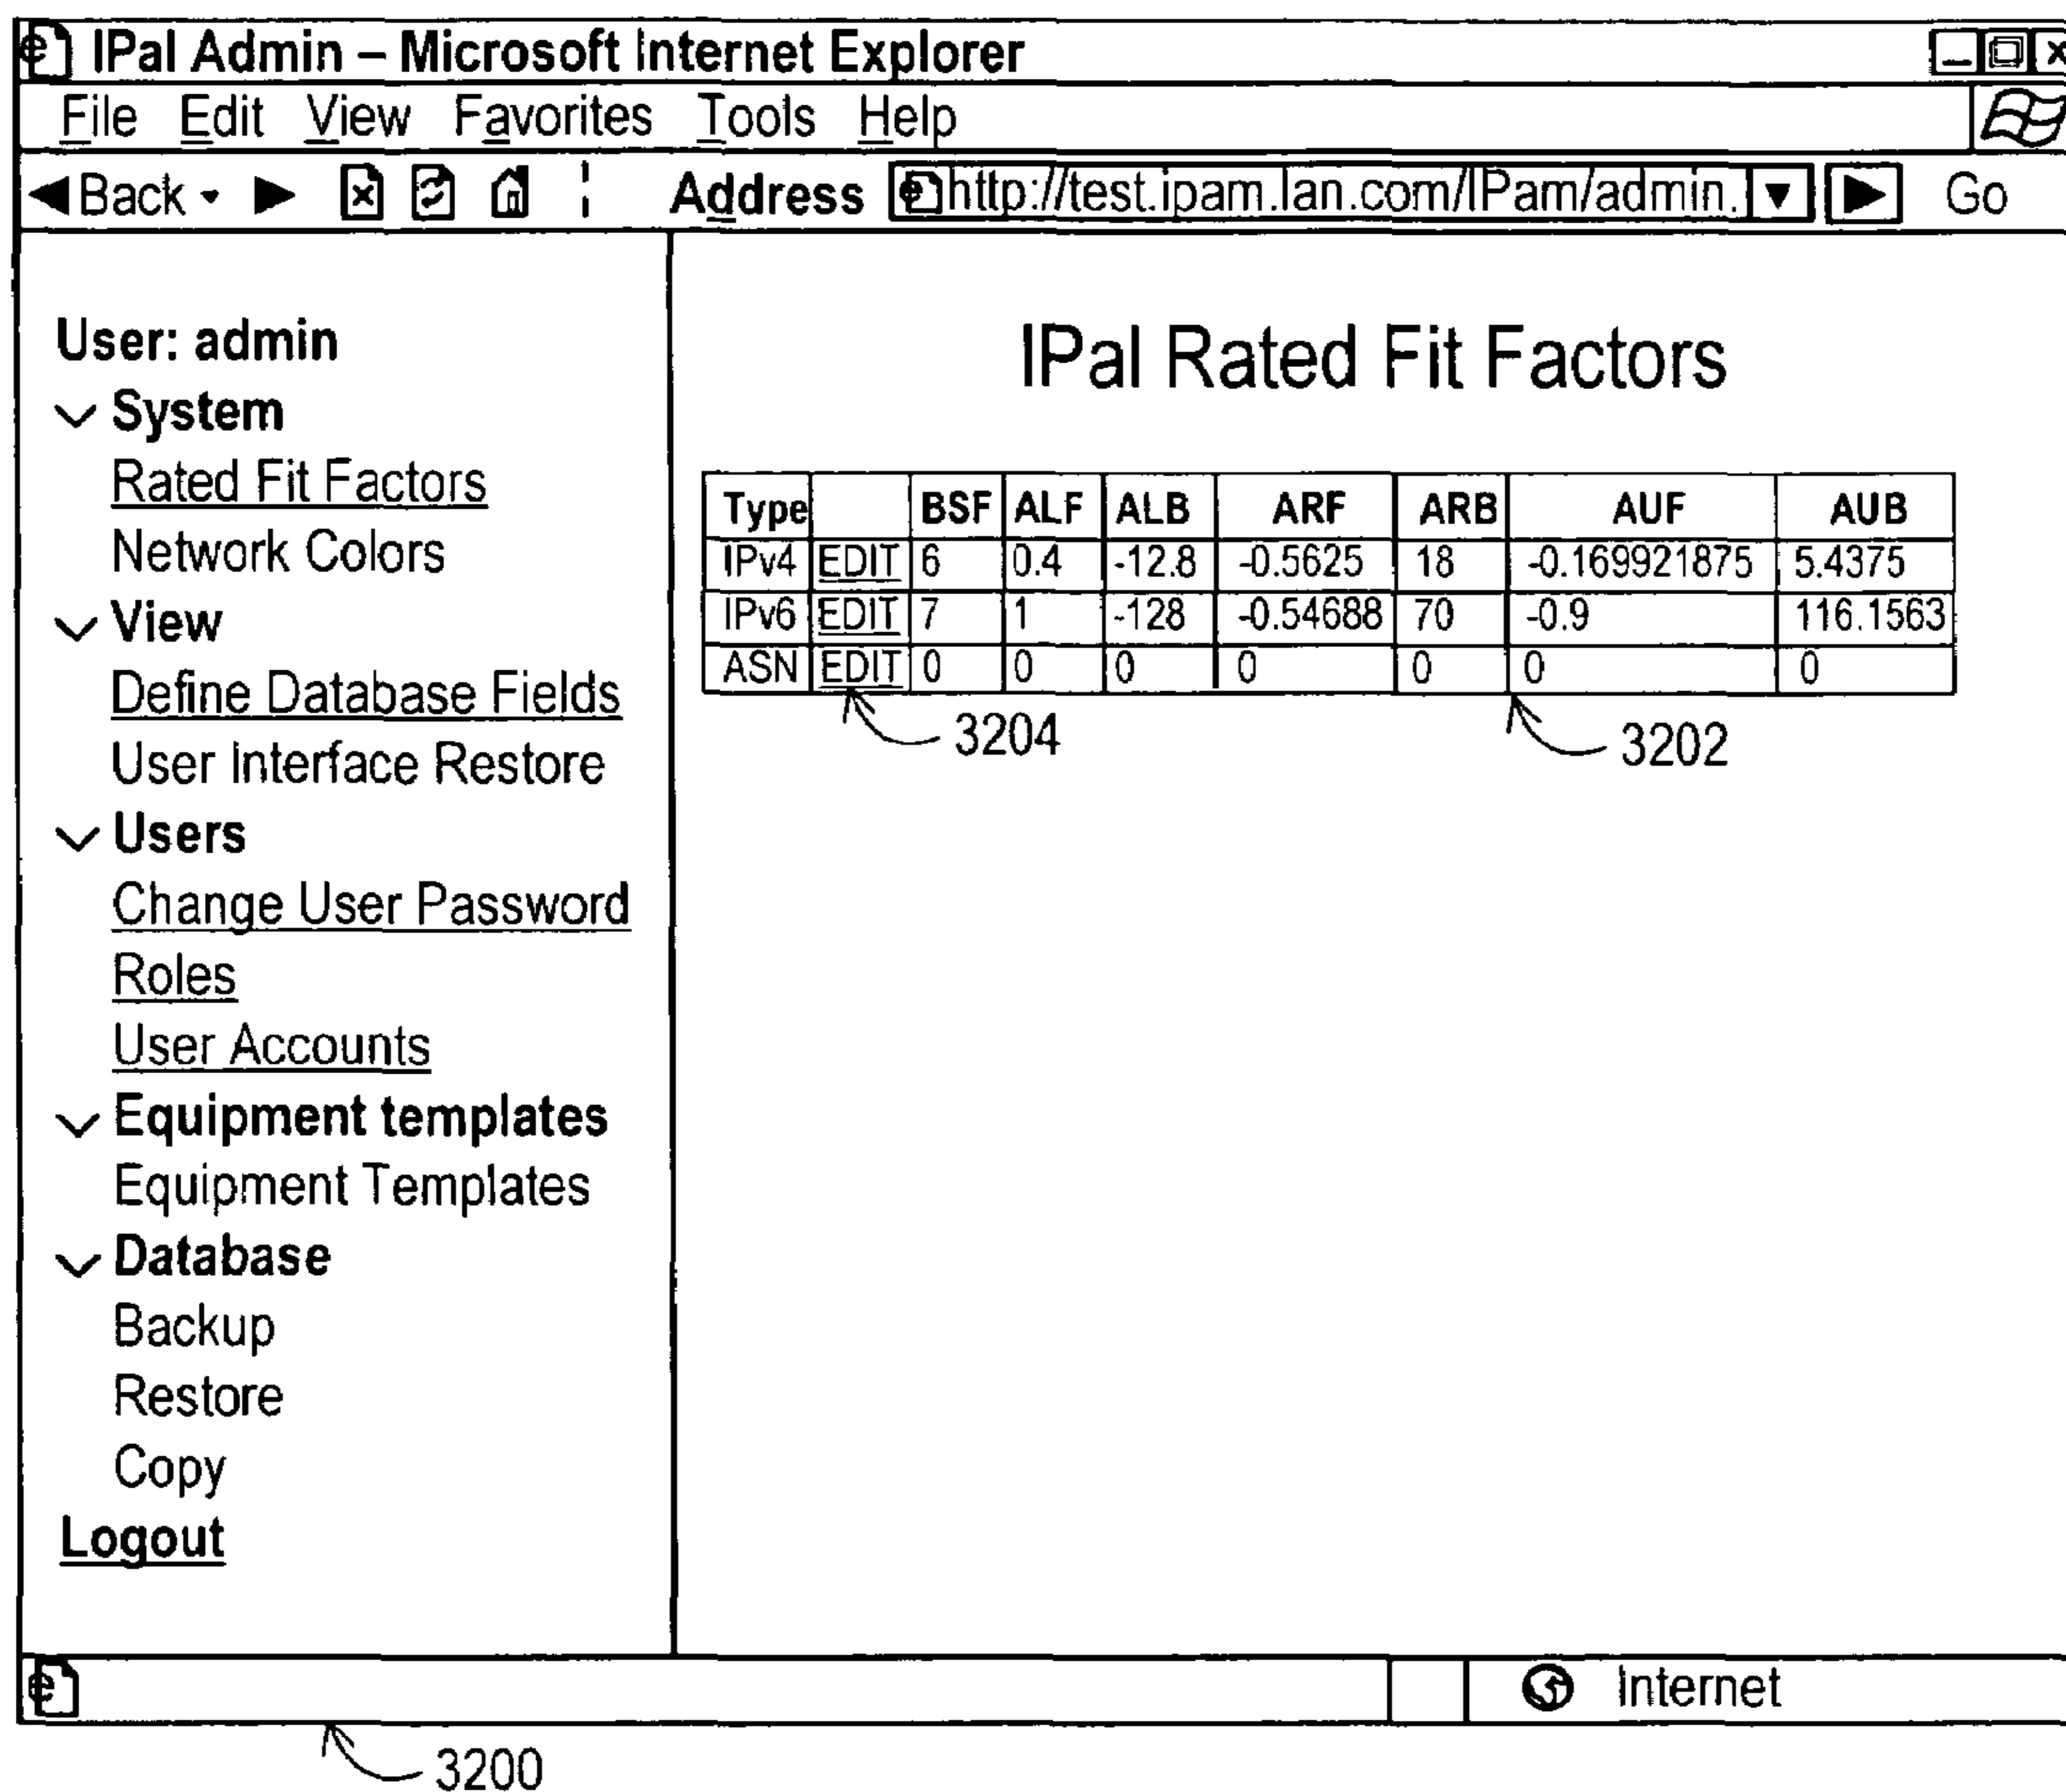 IPal Admin – Microsoft Internet Explorer
File Edit View Favorites Tools Help
Back Address http://test.ipam.lan.com/IPam/admin. Go
User: admin
System
Rated Fit Factors
Network Colors
View
Define Database Fields
User Interface Restore
Users
Change User Password
Roles
User Accounts
Equipment templates
Equipment Templates
Database
Backup
Restore
Copy
Logout
IPal Rated Fit Factors
Type BSF ALF ALB ARF ARB AUF AUB
IPv4 EDIT 6 0.4 -12.8 -0.5625 18 -0.169921875 5.4375
IPv6 EDIT 7 1 -128 -0.54688 70 -0.9 116.1563
ASN EDIT 0 0 0 0 0 0 0
3204 3202
Internet
3200